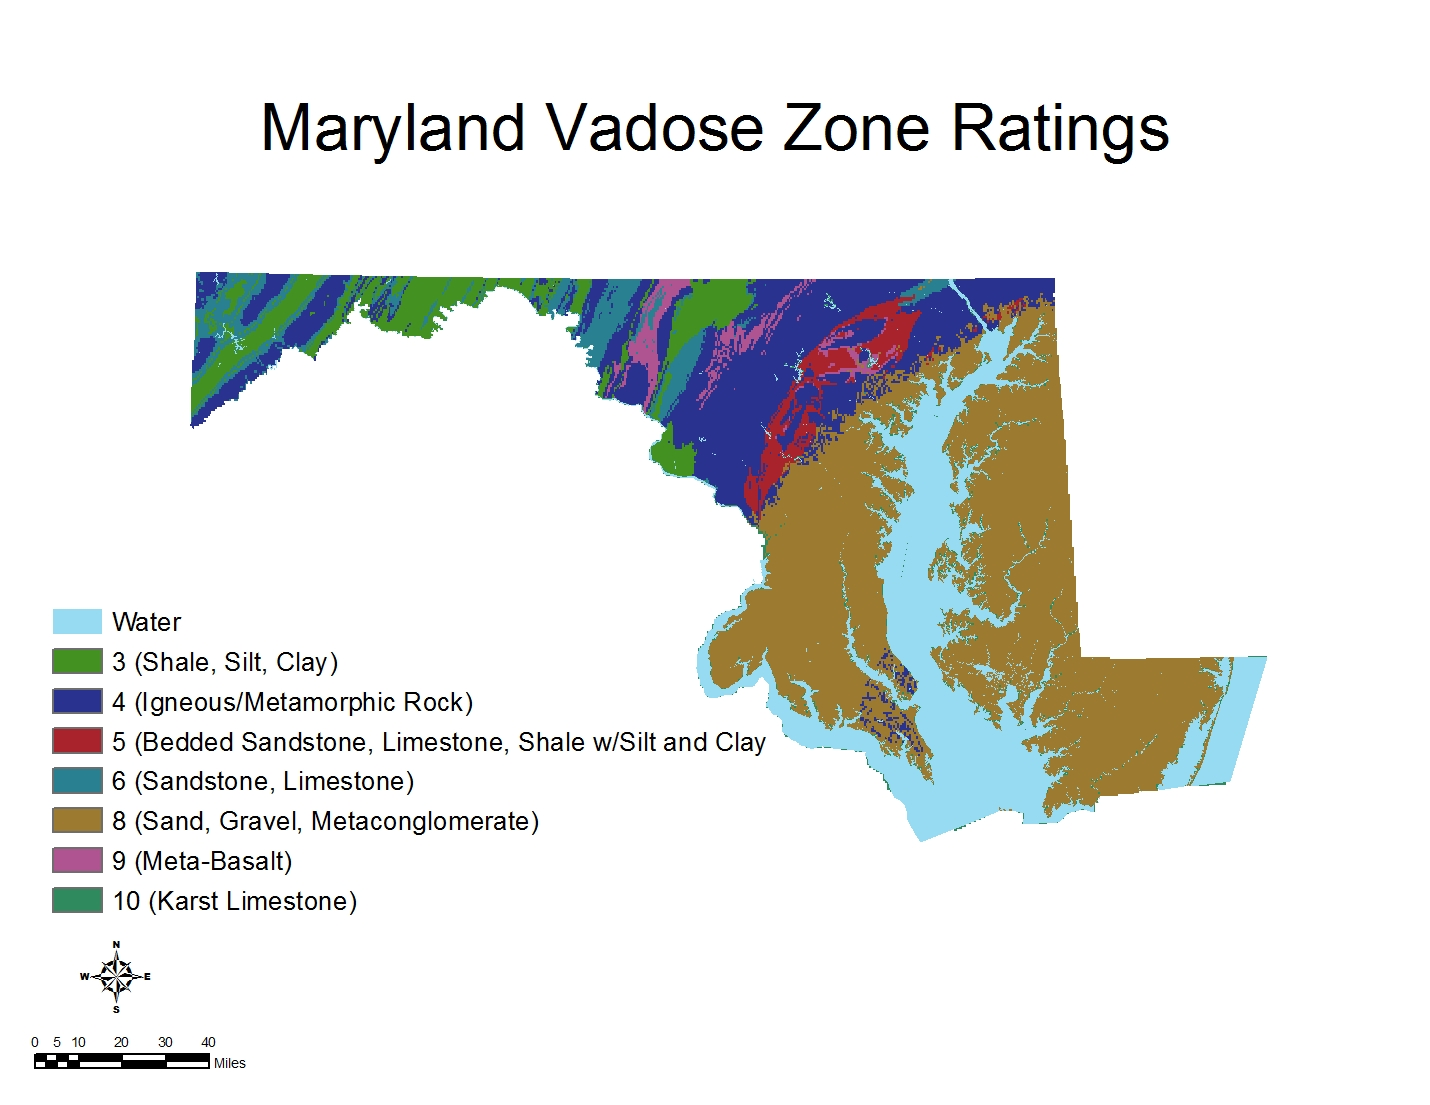 Maryland Vadose Zone Ratings
Water
3 (Shale, Silt, Clay)
4 (Igneous/Metamorphic Rock)
5 (Bedded Sandstone, Limestone, Shale w/Silt and Clay
6 (Sandstone, Limestone)
8 (Sand, Gravel, Metaconglomerate)
9 (Meta-Basalt)
10 (Karst Limestone)
N
W E
S
0 5 10 20 30 40
Miles